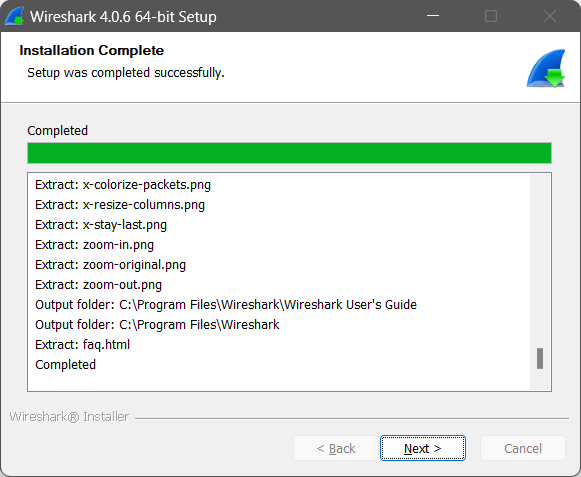 Wireshark 4.0.6 64-bit Setup
Installation Complete
Setup was completed successfully.
Completed
Extract: x-colorize-packets.png
Extract: x-resize-columns.png
Extract: x-stay-last.png
Extract: zoom-in.png
Extract: zoom-original.png
Extract: zoom-out.png
Output folder: C:\Program Files\Wireshark\Wireshark User's Guide
Output folder: C:\Program Files\Wireshark
Extract: faq.html
Completed
Wireshark® Installer
< Back Next > Cancel